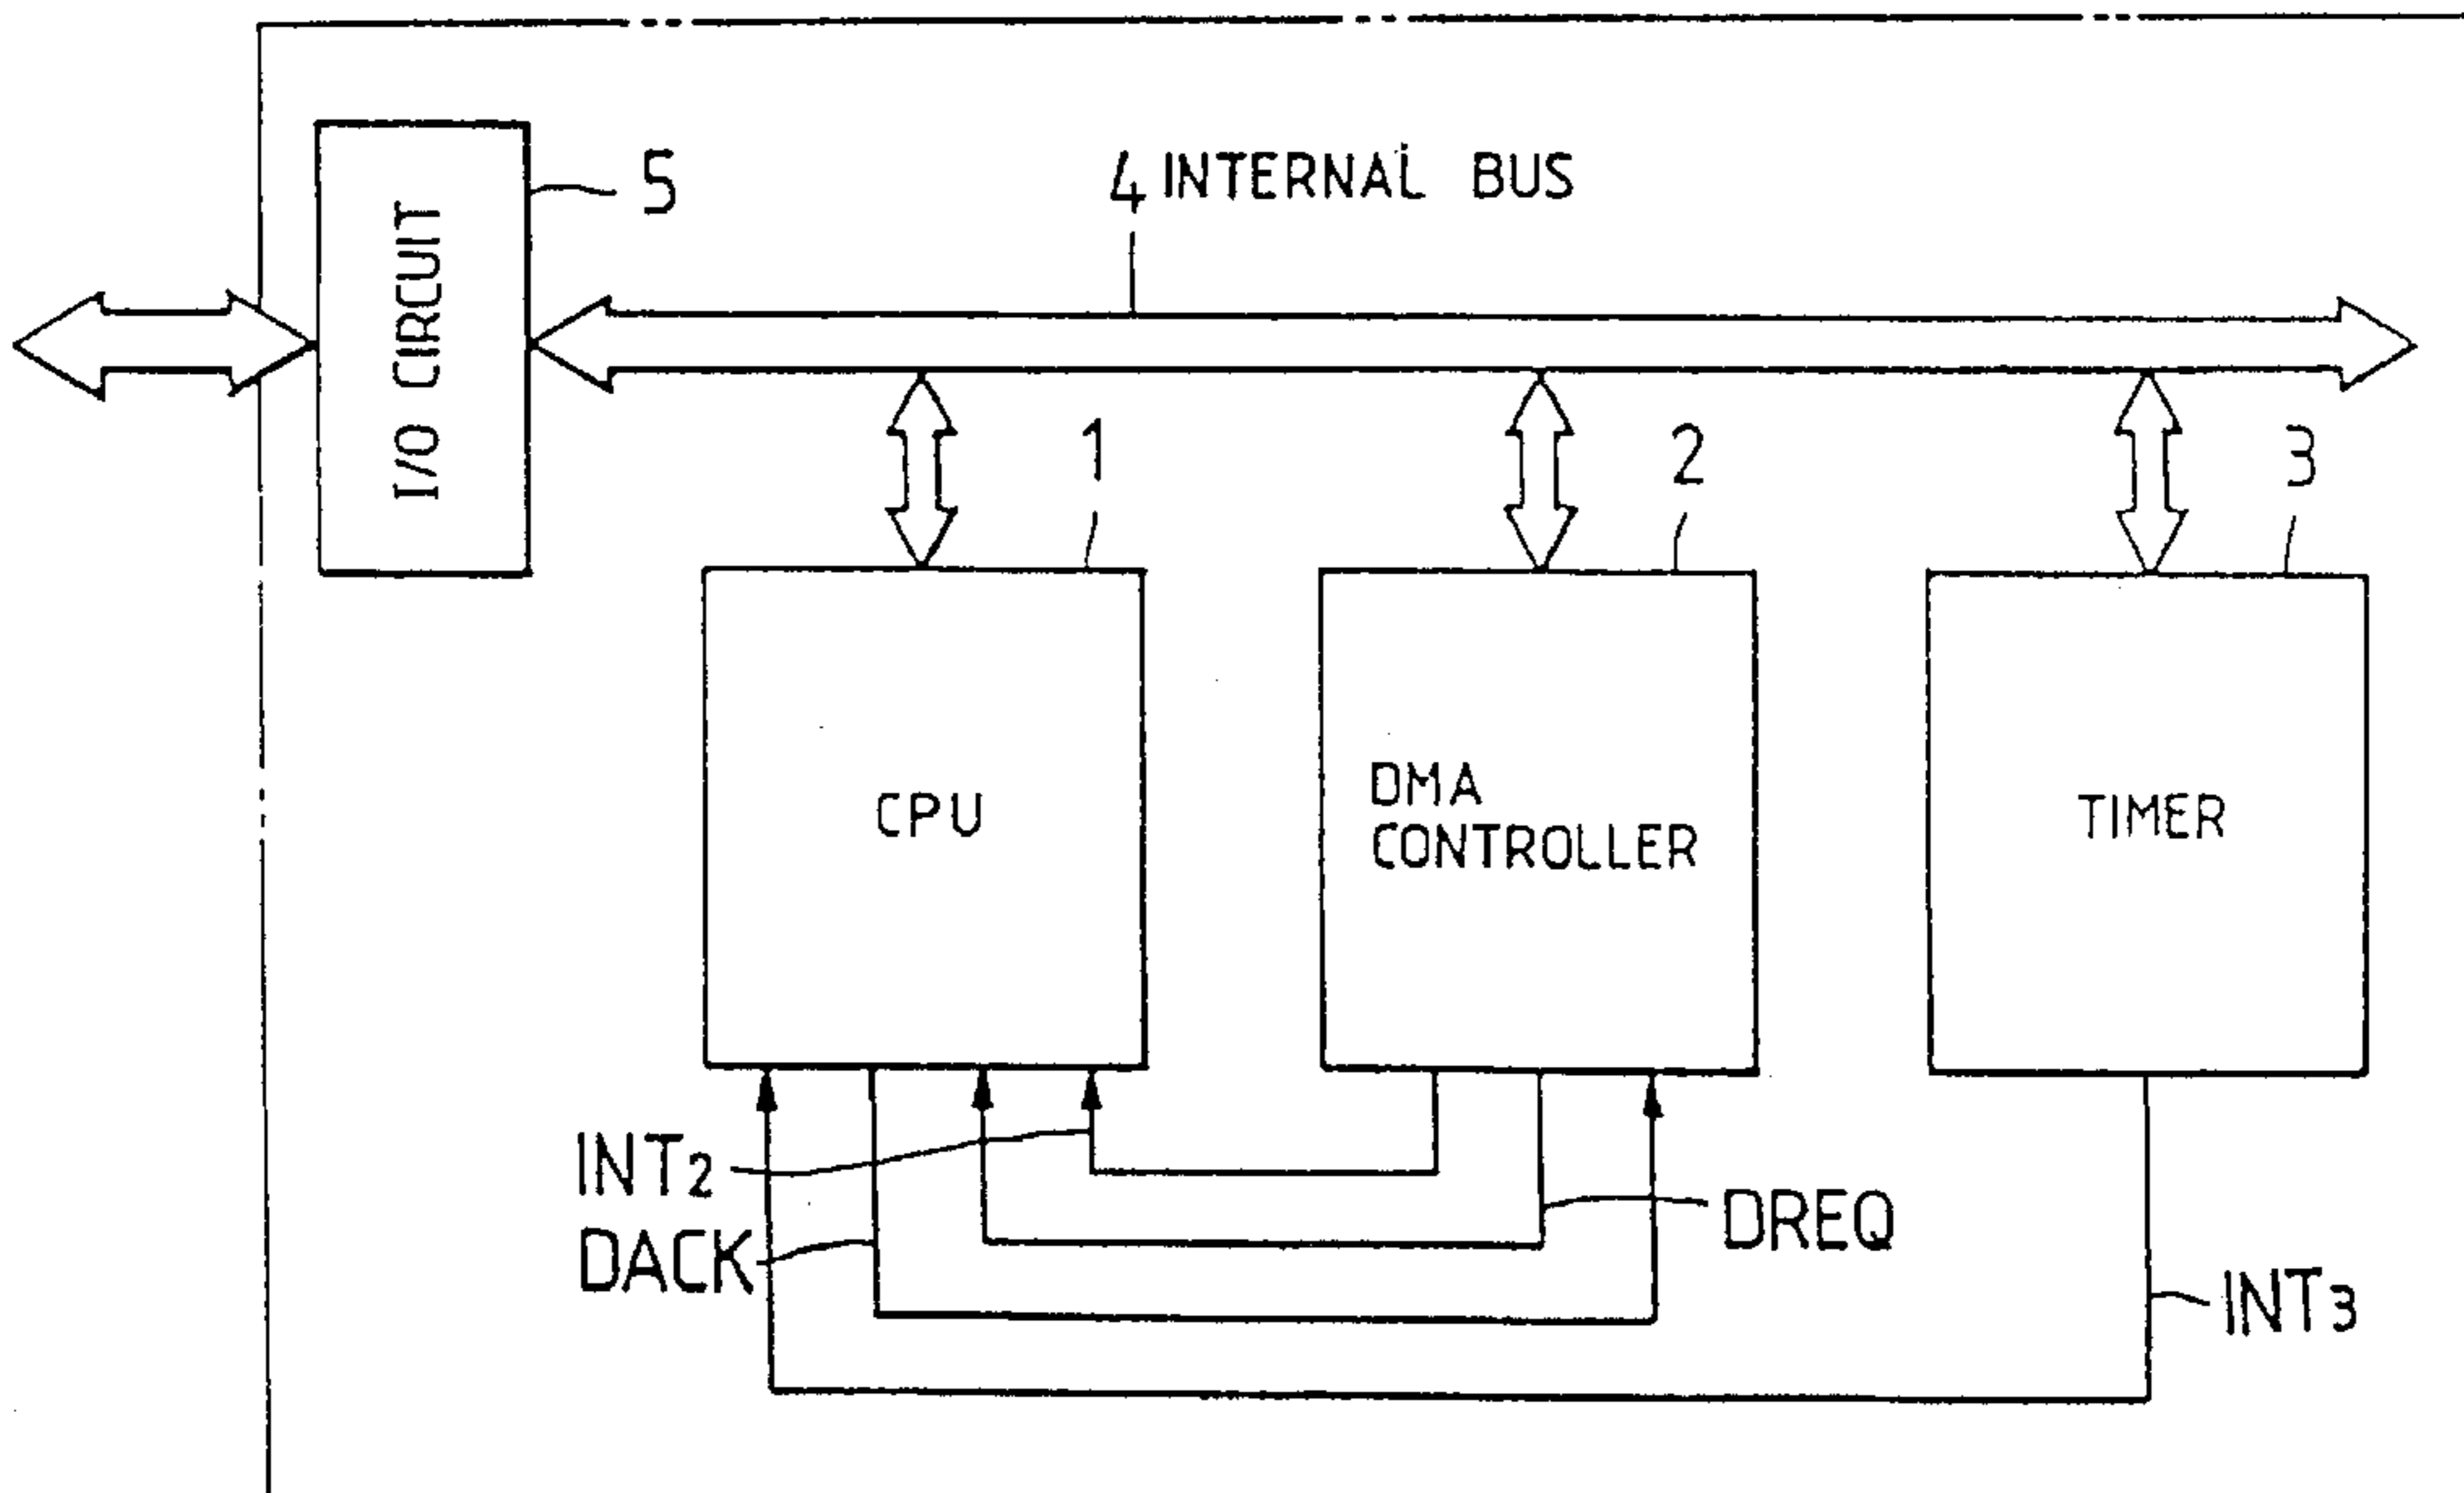 5
4 INTERNAL BUS
I/O CIRCUIT
1
2
3
CPU
DMA
CONTROLLER
TIMER
INT2
DREQ
DACK
INT3